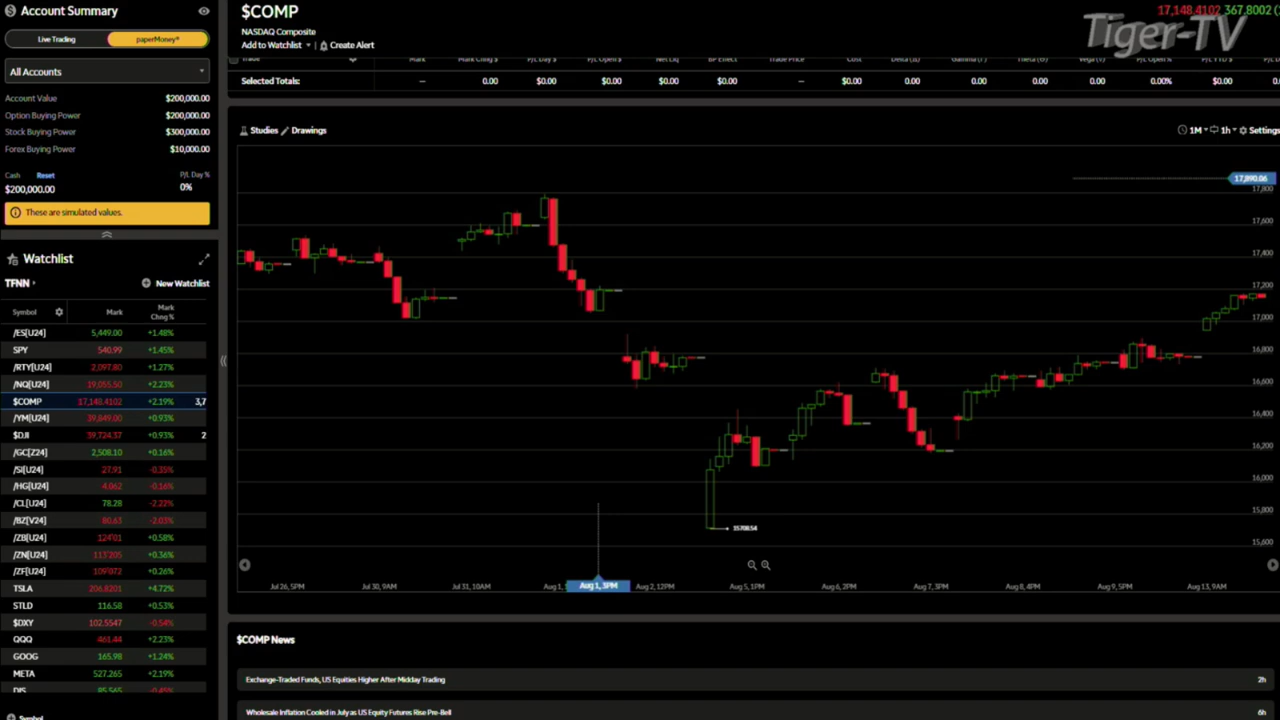 Account Summary
Live Trading
paperMoney®
All Accounts
Account Value $200,000.00
Option Buying Power $200,000.00
Stock Buying Power $300,000.00
Forex Buying Power $10,000.00
Cash Reset P/L Day %
$200,000.00 0%
These are simulated values.
Watchlist
TFNN
New Watchlist
Symbol Mark Mark Chng %
/ES[U24] 5,449.00 +1.48%
SPY 540.99 +1.45%
/RTY[U24] 2,097.80 +1.27%
/NQ[U24] 19,055.50 +2.23%
$COMP 17,148.4102 +2.19% 3,7
/YM[U24] 39,849.00 +0.93%
$DJI 39,724.37 +0.93% 2
/GC[Z24] 2,508.10 +0.16%
/SI[U24] 27.91 -0.35%
/HG[U24] 4.062 -0.16%
/CL[U24] 78.28 -2.22%
/BZ[V24] 80.63 -2.03%
/ZB[U24] 124'01 +0.58%
/ZN[U24] 113'205 +0.36%
/ZF[U24] 109'072 +0.26%
TSLA 206.8201 +4.72%
STLD 116.58 +0.53%
$DXY 102.5547 -0.54%
QQQ 461.44 +2.23%
GOOG 165.98 +1.24%
META 527.265 +2.19%
DIS 85.565 -0.45%
Symbol
$COMP
NASDAQ Composite
Add to Watchlist Create Alert
17,148.4102 367.8002
Tiger-TV
Selected Totals: – 0.00 $0.00 $0.00 $0.00 $0.00 – $0.00 0.00 0.00 0.00 0.00 0.00% $0.00
Studies Drawings
1M 1h Settings
17,890.06
17,800
17,600
17,400
17,200
17,000
16,800
16,600
16,400
16,200
16,000
15,800
15,600
15708.54
Jul 26, 5PM Jul 30, 9AM Jul 31, 10AM Aug 1, Aug 1, 3PM Aug 2, 12PM Aug 5, 1PM Aug 6, 2PM Aug 7, 3PM Aug 8, 4PM Aug 9, 5PM Aug 13, 9AM
$COMP News
Exchange-Traded Funds, US Equities Higher After Midday Trading 2h
Wholesale Inflation Cooled in July as US Equity Futures Rise Pre-Bell 6h